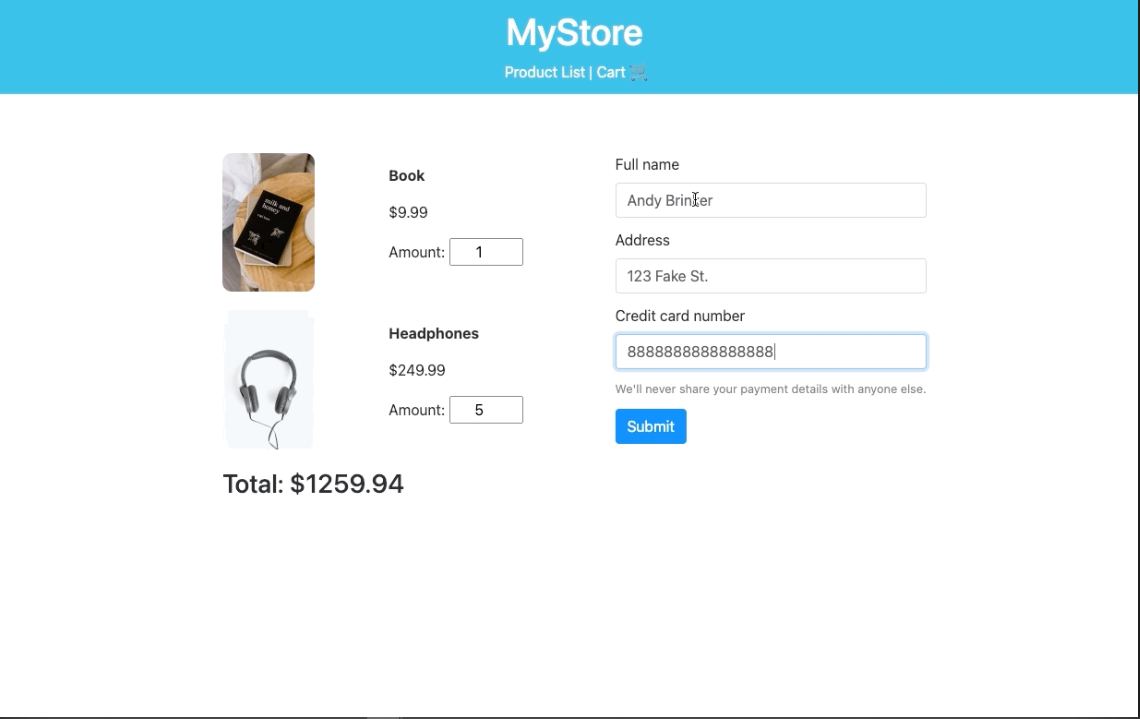 MyStore
Product List | Cart 🛒
milk and
honey
Book
$9.99
Amount: 1
Headphones
$249.99
Amount: 5
Total: $1259.94
Full name
Andy Brinker
Address
123 Fake St.
Credit card number
8888888888888888
We'll never share your payment details with anyone else.
Submit